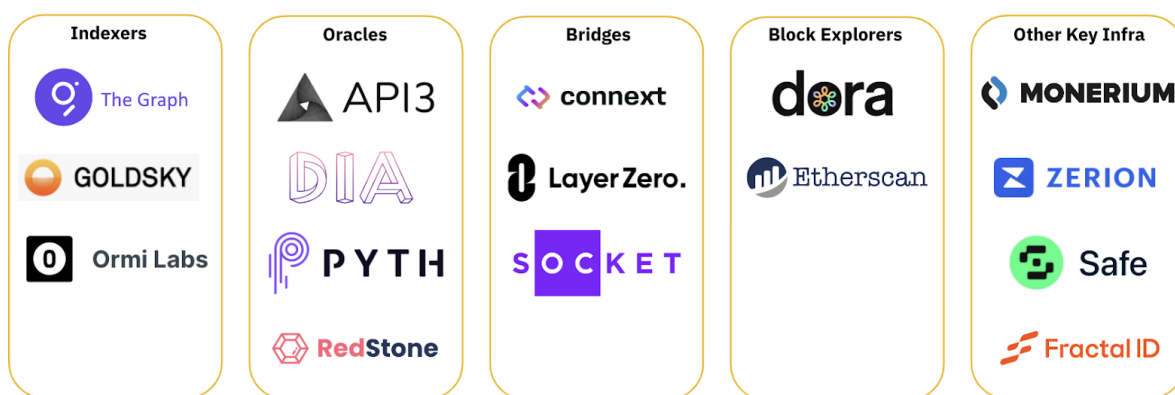 Indexers
The Graph
GOLDSKY
Ormi Labs
Oracles
API3
DIA
PYTH
RedStone
Bridges
connext
LayerZero.
SOCKET
Block Explorers
dora
Etherscan
Other Key Infra
MONERIUM
ZERION
Safe
Fractal ID